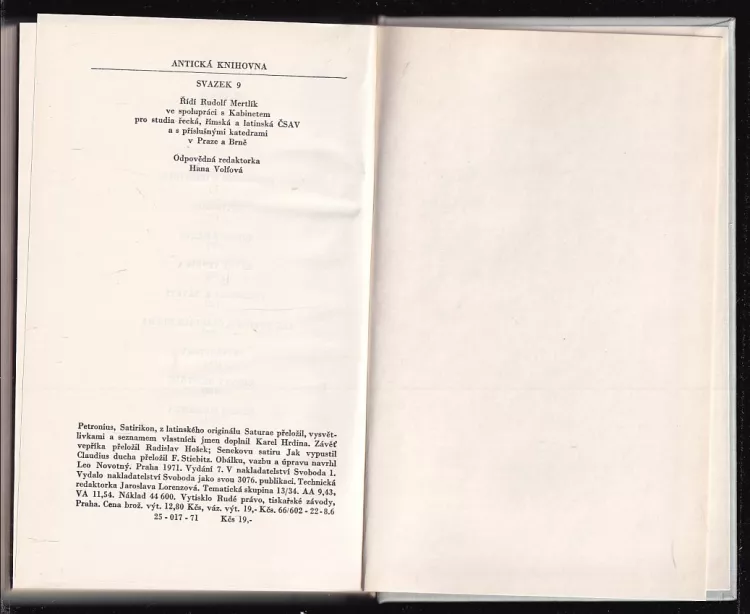 ANTICKÁ KNIHOVNA
SVAZEK 9
Řídí Rudolf Mertlík
ve spolupráci s Kabinetem
pro studia řecká, římská a latinská ČSAV
a s příslušnými katedrami
v Praze a Brně
Odpovědná redaktorka
Hana Volfová
Petronius, Satirikon, z latinského originálu Saturae přeložil, vysvět-
livkami a seznamem vlastních jmen doplnil Karel Hrdina. Závěť
vepříka přeložil Radislav Hošek; Senekovu satiru Jak vypustil
Claudius ducha přeložil F. Stiebitz. Obálku, vazbu a úpravu navrhl
Leo Novotný. Praha 1971. Vydání 7. V nakladatelství Svoboda 1.
Vydalo nakladatelství Svoboda jako svou 3076. publikaci. Technická
redaktorka Jaroslava Lorenzová. Tematická skupina 13/34. AA 9,43,
VA 11,54. Náklad 44 600. Vytisklo Rudé právo, tiskařské závody,
Praha. Cena brož. výt. 12,80 Kčs, váz. výt. 19,- Kčs. 66/602 - 22 - 8.6
25 - 017 - 71 Kčs 19,-